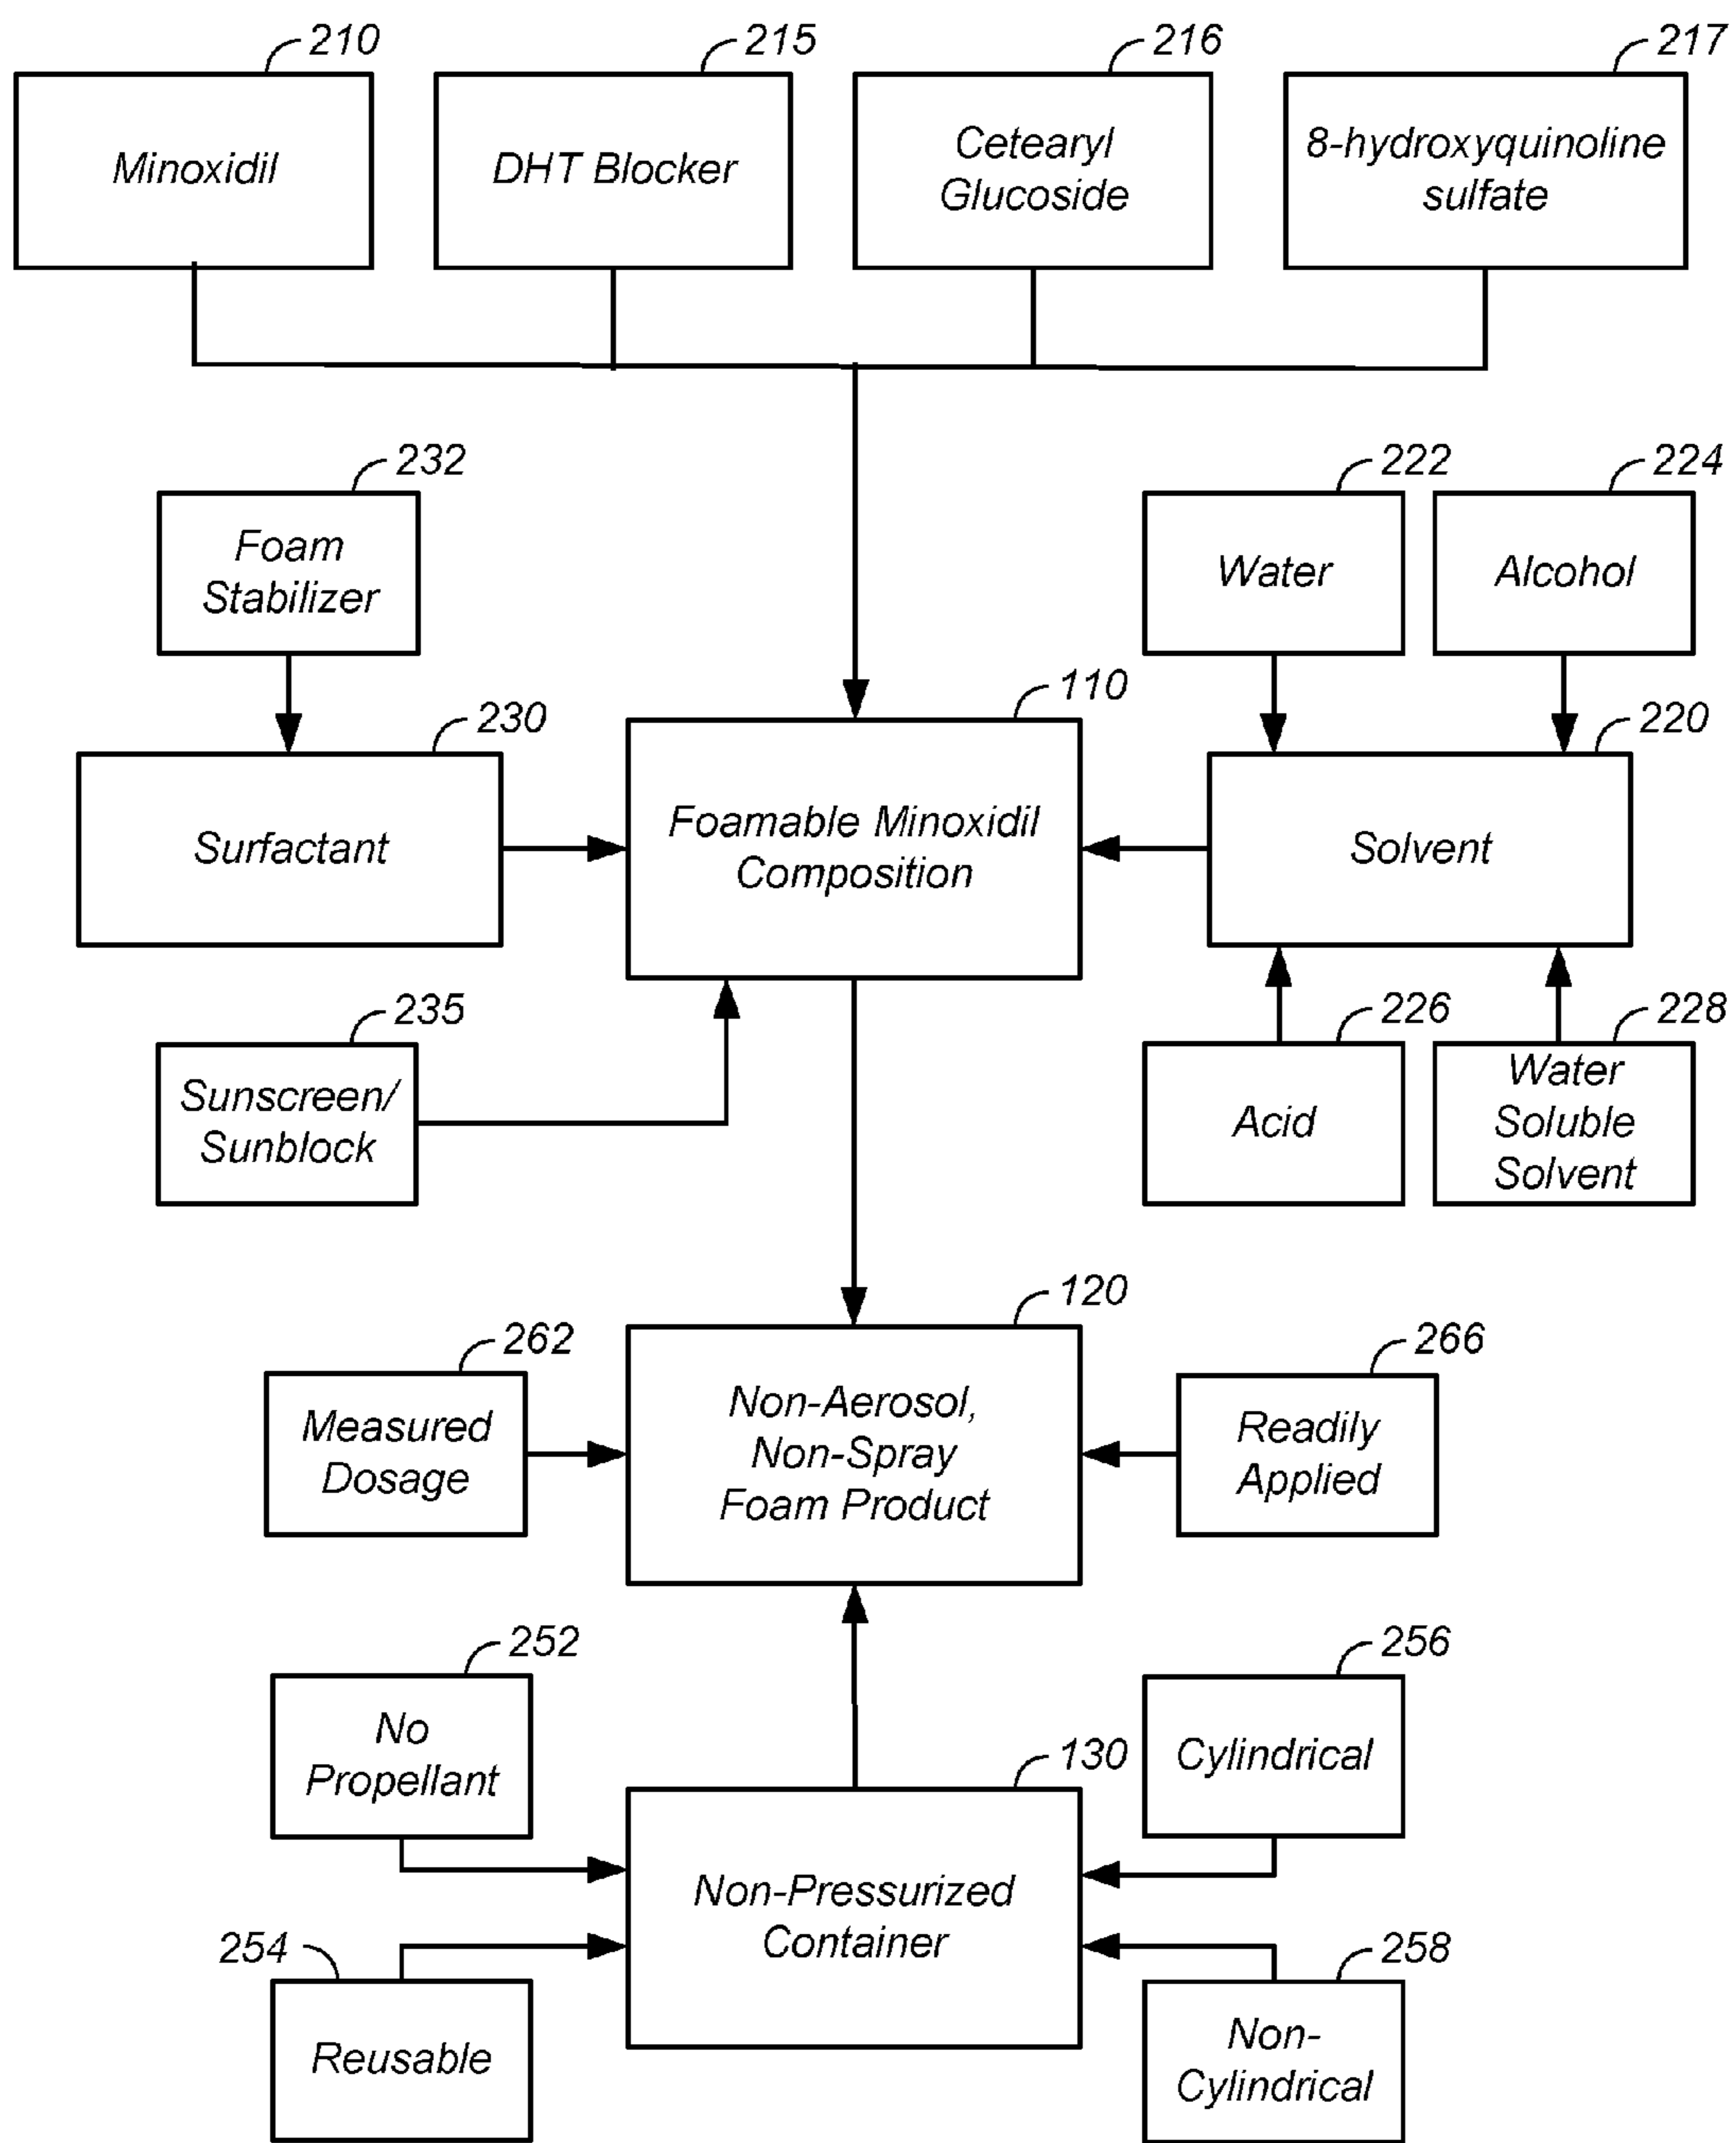 210
215
216
217
Minoxidil
DHT Blocker
Cetearyl
Glucoside
8-hydroxyquinoline
sulfate
232
222
224
Foam
Stabilizer
Water
Alcohol
230
110
220
Surfactant
Foamable Minoxidil
Composition
Solvent
235
226
228
Sunscreen/
Sunblock
Acid
Water
Soluble
Solvent
120
262
266
Measured
Dosage
Non-Aerosol,
Non-Spray
Foam Product
Readily
Applied
252
256
No
Propellant
130
Cylindrical
Non-Pressurized
Container
254
258
Reusable
Non-
Cylindrical